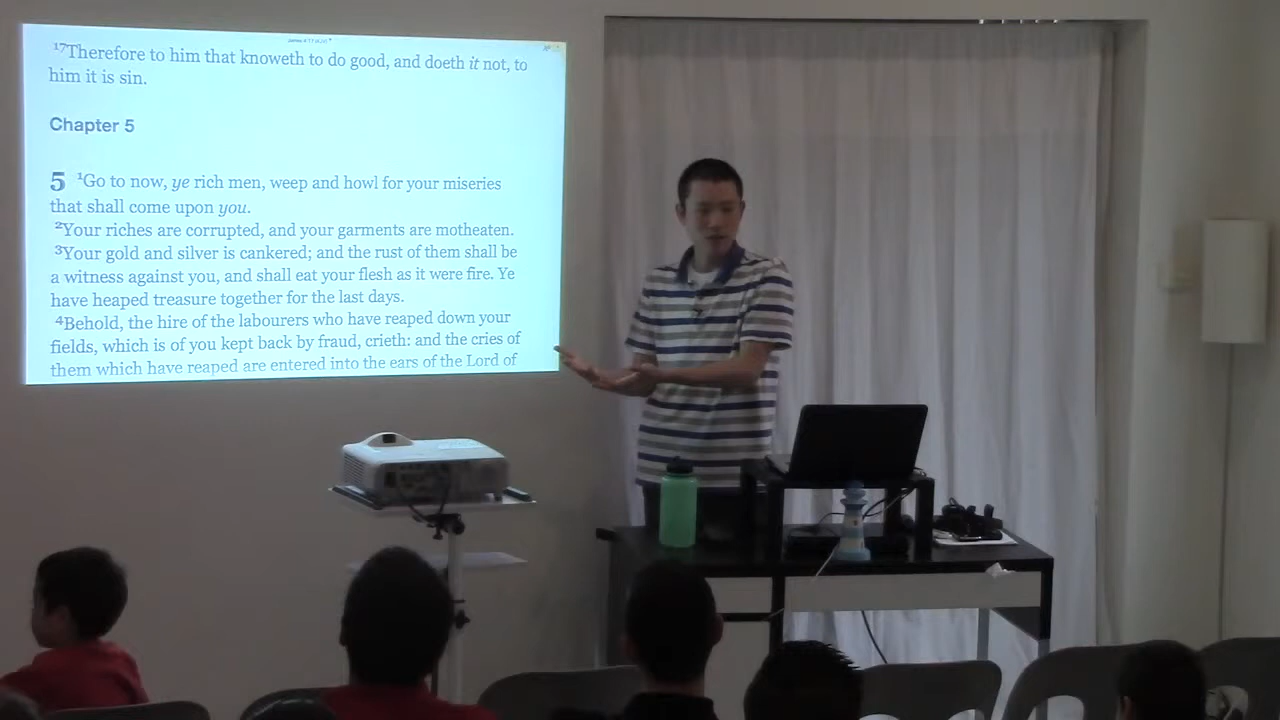 James 4:17 (KJV)
17Therefore to him that knoweth to do good, and doeth it not, to
him it is sin.
Chapter 5
5 1Go to now, ye rich men, weep and howl for your miseries
that shall come upon you.
2Your riches are corrupted, and your garments are motheaten.
3Your gold and silver is cankered; and the rust of them shall be
a witness against you, and shall eat your flesh as it were fire. Ye
have heaped treasure together for the last days.
4Behold, the hire of the labourers who have reaped down your
fields, which is of you kept back by fraud, crieth: and the cries of
them which have reaped are entered into the ears of the Lord of